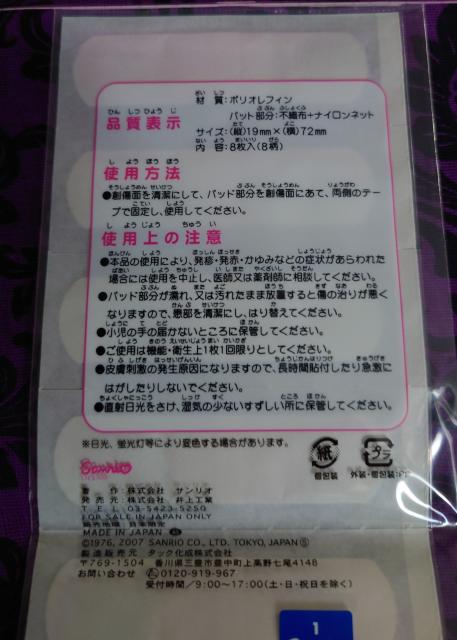 品質表示
材 質：ポリオレフィン
パット部分：不織布＋ナイロンネット
サイズ：(縦)19mm×(横)72mm
内 容：8枚入(8柄)
使用方法
●創傷面を清潔にして、パッド部分を創傷面にあて、両側のテー
プで固定し、使用してください。
使用上の注意
●本品の使用により、発疹・発赤・かゆみなどの症状があらわれた
場合には使用を中止し、医師又は薬剤師に相談してください。
●パッド部分が濡れ、又は汚れたまま放置すると傷の治りが悪く
なりますので、患部を清潔にし、はり替えてください。
●小児の手の届かないところに保管してください。
●ご使用は機能・衛生上1枚1回限りとしてください。
●皮膚刺激の発生原因になりますので、長時間貼付したり急激に
はがしたりしないでください。
●直射日光をさけ、湿気の少ないすずしい所に保管してください。
※日光、蛍光灯等により変色する場合があります。
紙
個包装
プラ
外装・個包装:
Sanrio
著 作：株式会社 サンリオ
発売元：株式会社 井上工業
TEL 03-5423-5250
FOR SALE IN JAPAN ONLY
MADE IN JAPAN
©1976, 2007 SANRIO CO., LTD. TOKYO, JAPAN
製造販売元 タック化成株式会社
〒769-1504 香川県三豊市豊中町上高野七尾4148
お問い合わせ 0120-919-967
受付時間／9:00～17:00(土・日・祝日を除く)
1